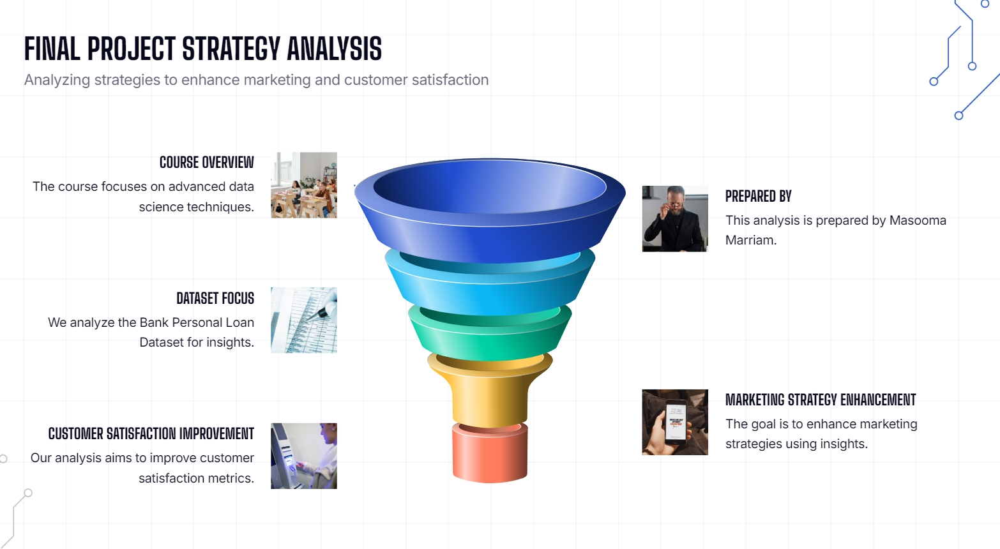 FINAL PROJECT STRATEGY ANALYSIS
Analyzing strategies to enhance marketing and customer satisfaction
COURSE OVERVIEW
The course focuses on advanced data
science techniques.
PREPARED BY
This analysis is prepared by Masooma
Marriam.
DATASET FOCUS
We analyze the Bank Personal Loan
Dataset for insights.
MARKETING STRATEGY ENHANCEMENT
The goal is to enhance marketing
strategies using insights.
CUSTOMER SATISFACTION IMPROVEMENT
Our analysis aims to improve customer
satisfaction metrics.